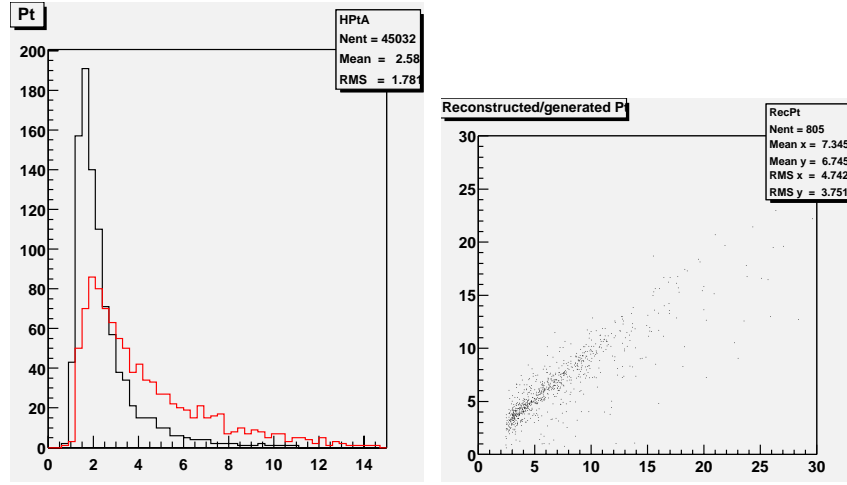 Pt
HPtA
Nent = 45032
Mean = 2.58
RMS = 1.781
200
180
160
140
120
100
80
60
40
20
0
0 2 4 6 8 10 12 14
Reconstructed/generated Pt
RecPt
Nent = 805
Mean x = 7.345
Mean y = 6.745
RMS x = 4.742
RMS y = 3.751
30
25
20
15
10
5
0
0 5 10 15 20 25 30